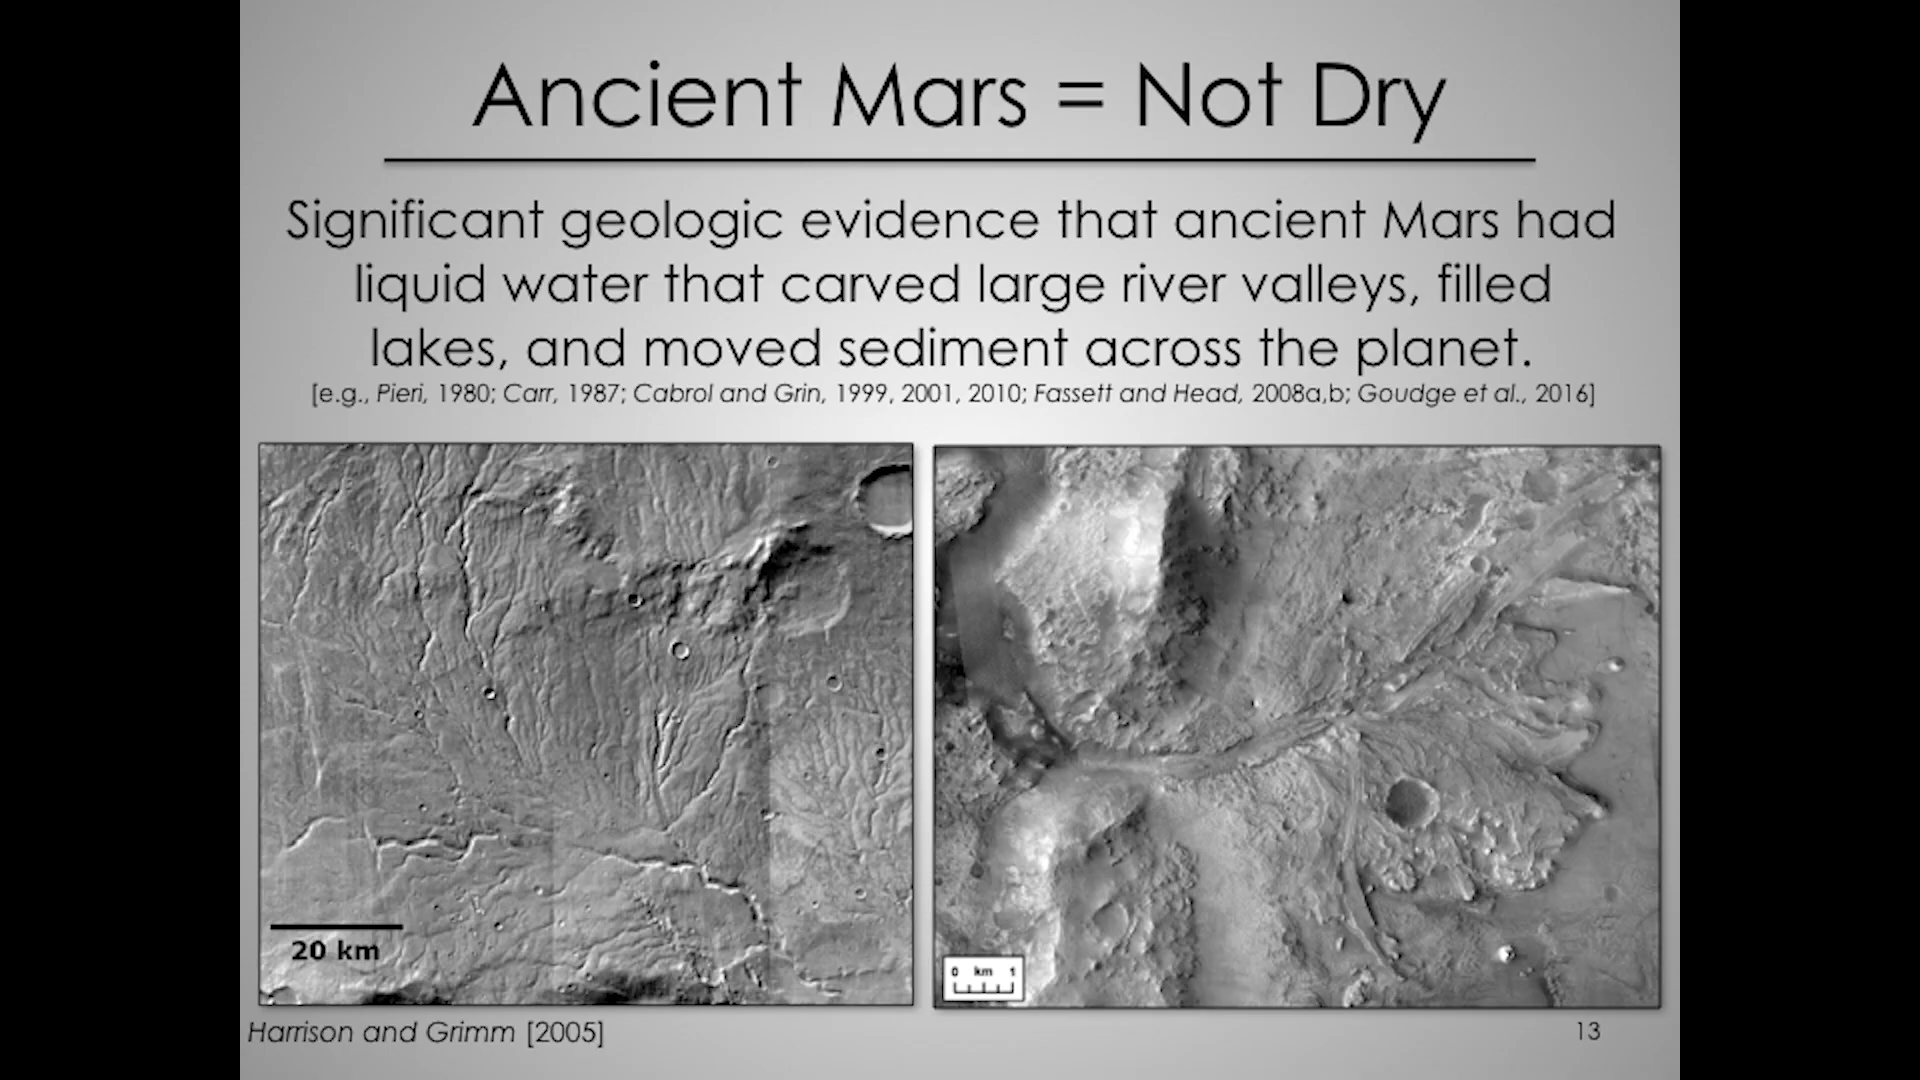 Ancient Mars = Not Dry
Significant geologic evidence that ancient Mars had
liquid water that carved large river valleys, filled
lakes, and moved sediment across the planet.
[e.g., Pieri, 1980; Carr, 1987; Cabrol and Grin, 1999, 2001, 2010; Fassett and Head, 2008a,b; Goudge et al., 2016]
20 km
0 km 1
Harrison and Grimm [2005]
13